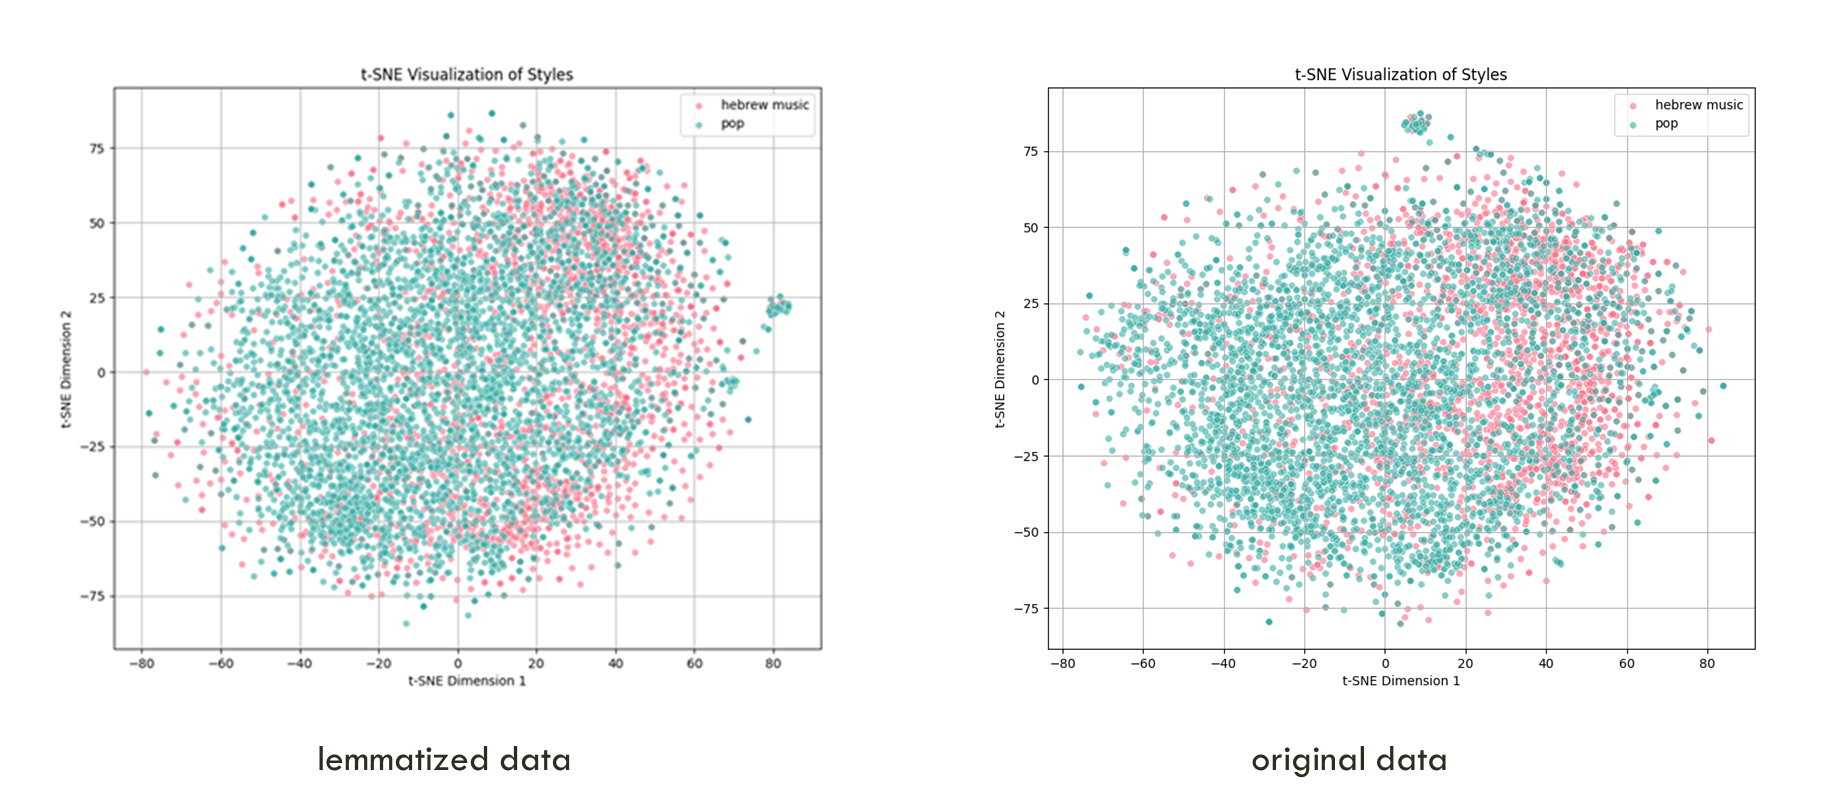 t-SNE Visualization of Styles
hebrew music
pop
75
50
25
0
−25
−50
−75
t-SNE Dimension 2
−80 −60 −40 −20 0 20 40 60 80
t-SNE Dimension 1
lemmatized data
t-SNE Visualization of Styles
hebrew music
pop
75
50
25
0
−25
−50
−75
t-SNE Dimension 2
−80 −60 −40 −20 0 20 40 60 80
t-SNE Dimension 1
original data